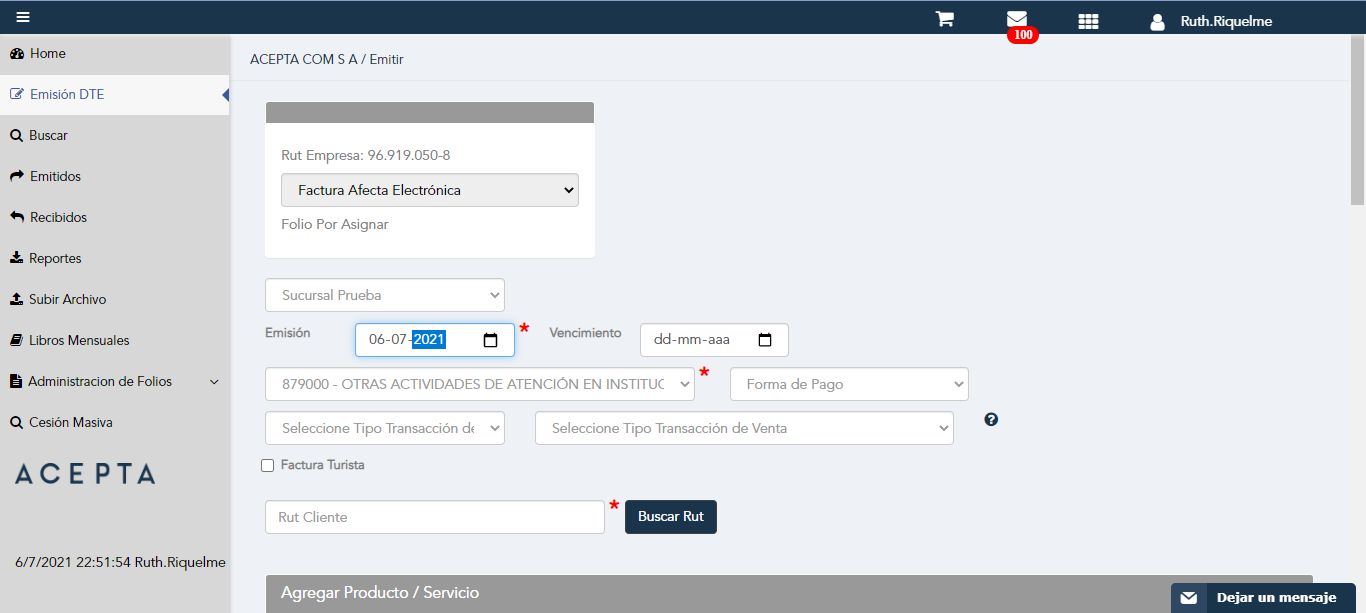 100
Ruth.Riquelme
Home
Emisión DTE
Buscar
Emitidos
Recibidos
Reportes
Subir Archivo
Libros Mensuales
Administracion de Folios
Cesión Masiva
ACEPTA
6/7/2021 22:51:54 Ruth.Riquelme
ACEPTA COM S A / Emitir
Rut Empresa: 96.919.050-8
Factura Afecta Electrónica
Folio Por Asignar
Sucursal Prueba
Emisión 06-07-2021 * Vencimiento dd-mm-aaa
879000 - OTRAS ACTIVIDADES DE ATENCIÓN EN INSTITUC * Forma de Pago
Seleccione Tipo Transacción de Seleccione Tipo Transacción de Venta ?
Factura Turista
Rut Cliente * Buscar Rut
Agregar Producto / Servicio
Dejar un mensaje